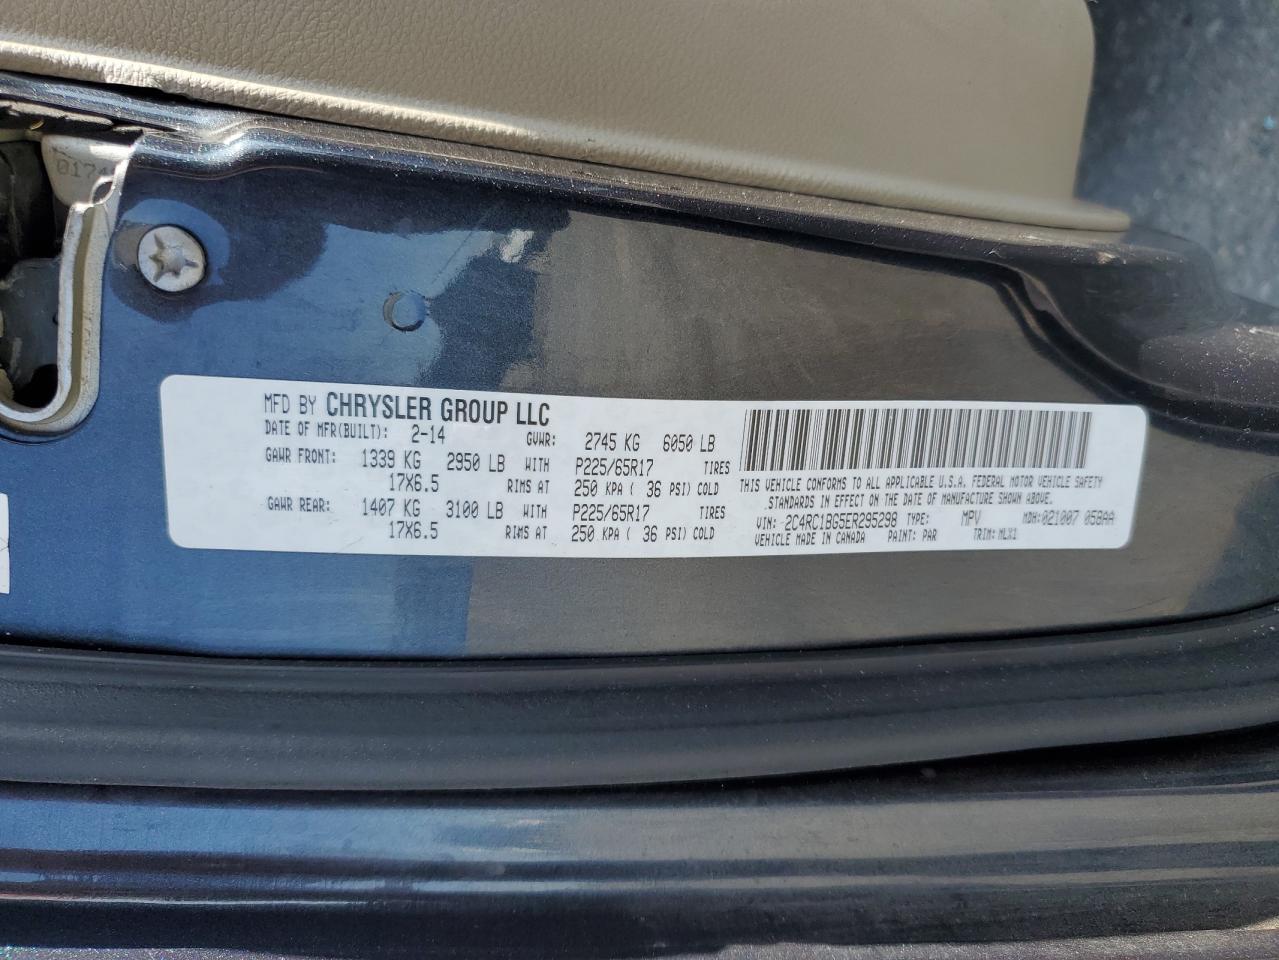 0174
MFD BY CHRYSLER GROUP LLC
DATE OF MFR(BUILT): 2-14 GVWR: 2745 KG 6050 LB
GAWR FRONT: 1339 KG 2950 LB WITH P225/65R17 TIRES
17X6.5 RIMS AT 250 KPA ( 36 PSI) COLD
GAWR REAR: 1407 KG 3100 LB WITH P225/65R17 TIRES
17X6.5 RIMS AT 250 KPA ( 36 PSI) COLD
THIS VEHICLE CONFORMS TO ALL APPLICABLE U.S.A. FEDERAL MOTOR VEHICLE SAFETY
STANDARDS IN EFFECT ON THE DATE OF MANUFACTURE SHOWN ABOVE.
VIN: 2C4RC1BG5ER295298 TYPE: MPV MDH:021007 058AA
VEHICLE MADE IN CANADA PAINT: PAR TRIM: MLX1